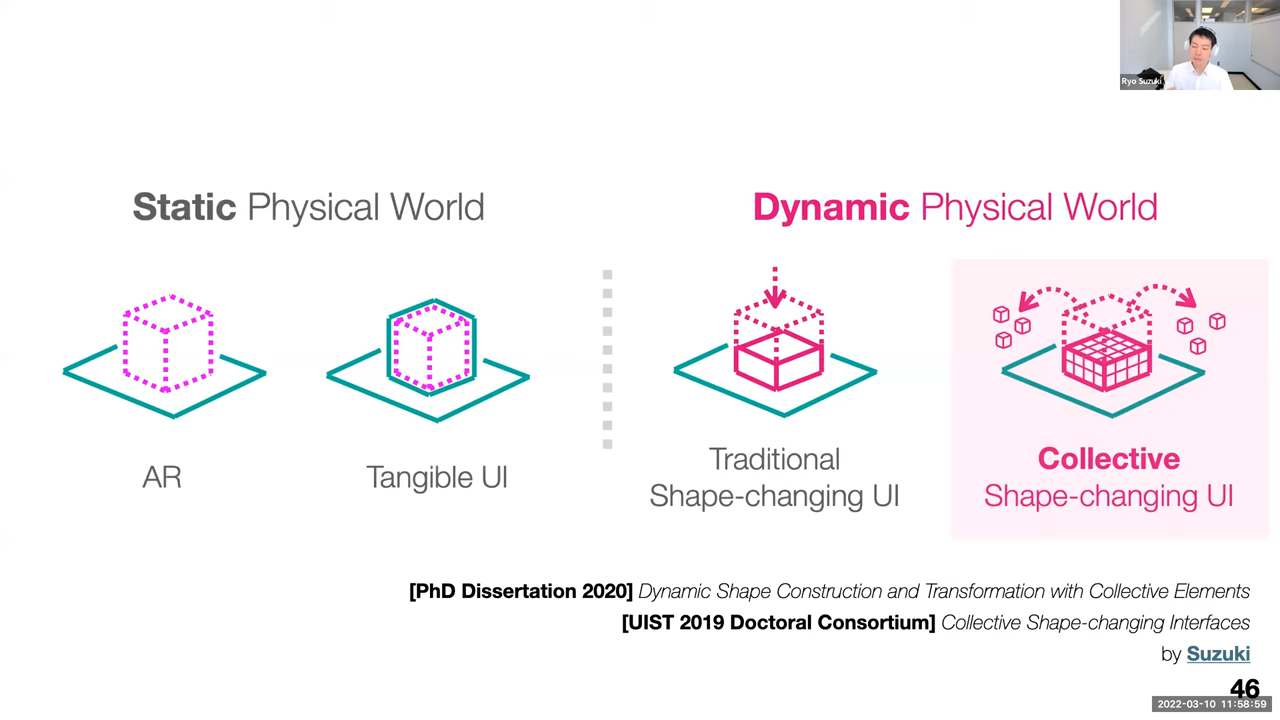 Ryo Suzuki
Static Physical World
Dynamic Physical World
AR
Tangible UI
Traditional
Shape-changing UI
Collective
Shape-changing UI
[PhD Dissertation 2020] Dynamic Shape Construction and Transformation with Collective Elements
[UIST 2019 Doctoral Consortium] Collective Shape-changing Interfaces
by Suzuki
46
2022-03-10 11:58:59